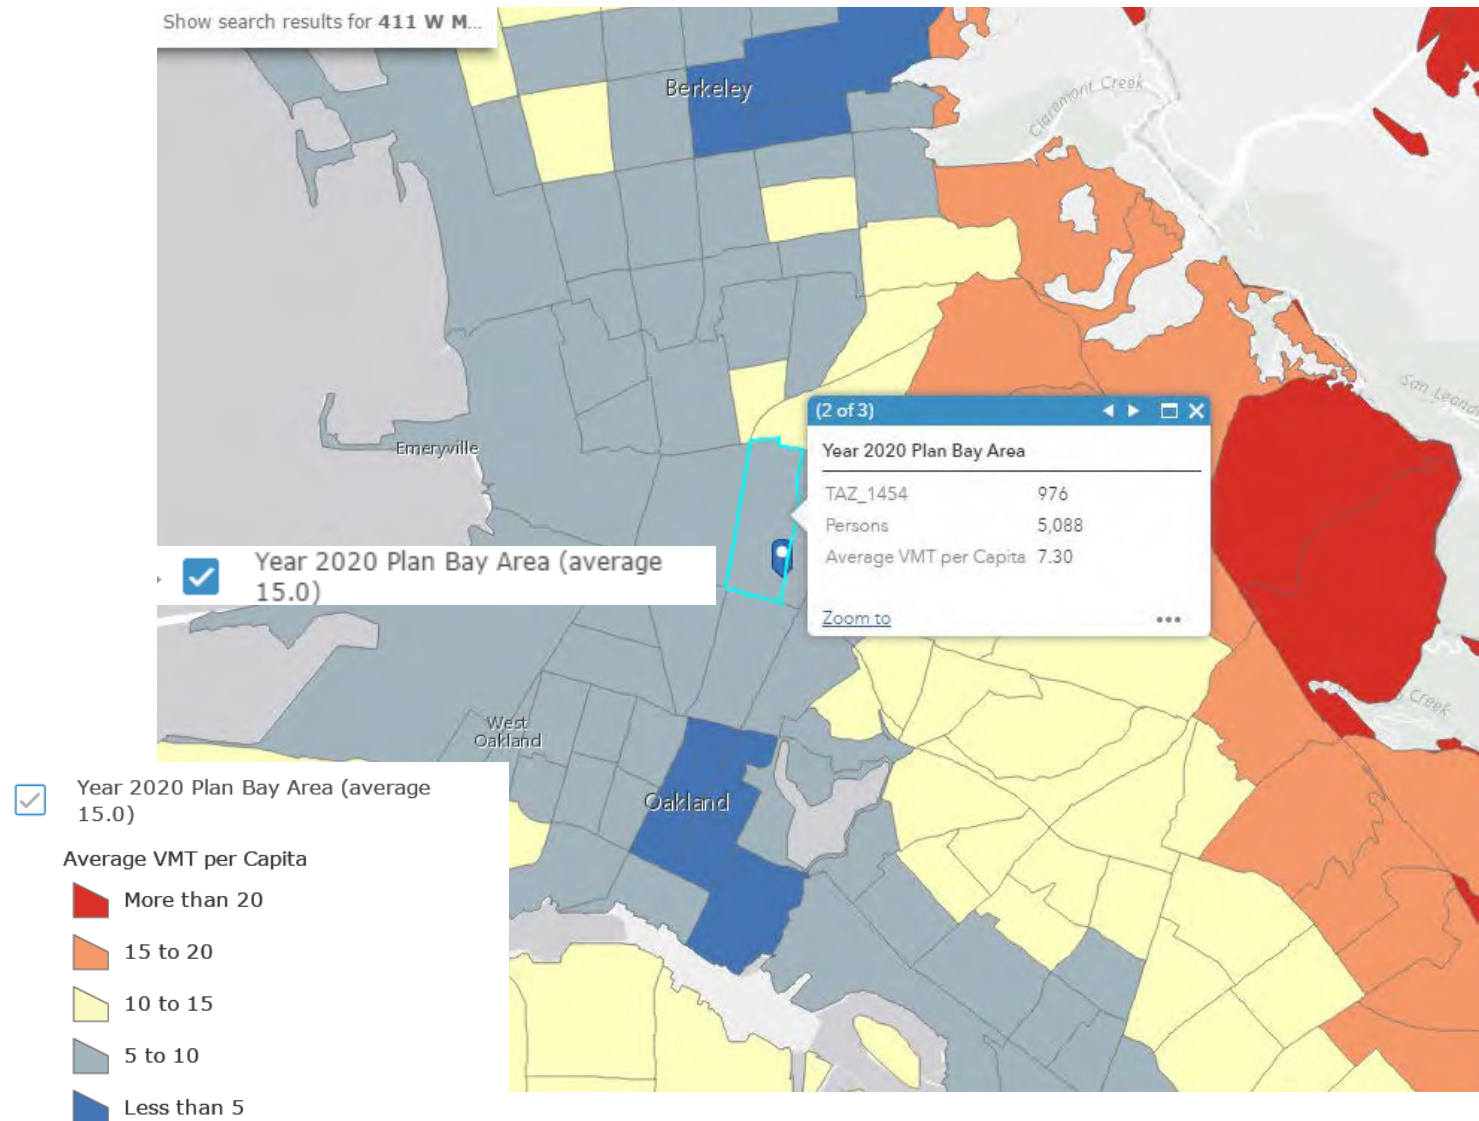 Show search results for 411 W M...
Berkeley
Claremont Creek
San Leand
(2 of 3)
Year 2020 Plan Bay Area
TAZ_1454 976
Persons 5,088
Average VMT per Capita 7.30
Zoom to
Emeryville
Year 2020 Plan Bay Area (average
15.0)
Creek
West
Oakland
Oakland
Year 2020 Plan Bay Area (average
15.0)
Average VMT per Capita
More than 20
15 to 20
10 to 15
5 to 10
Less than 5